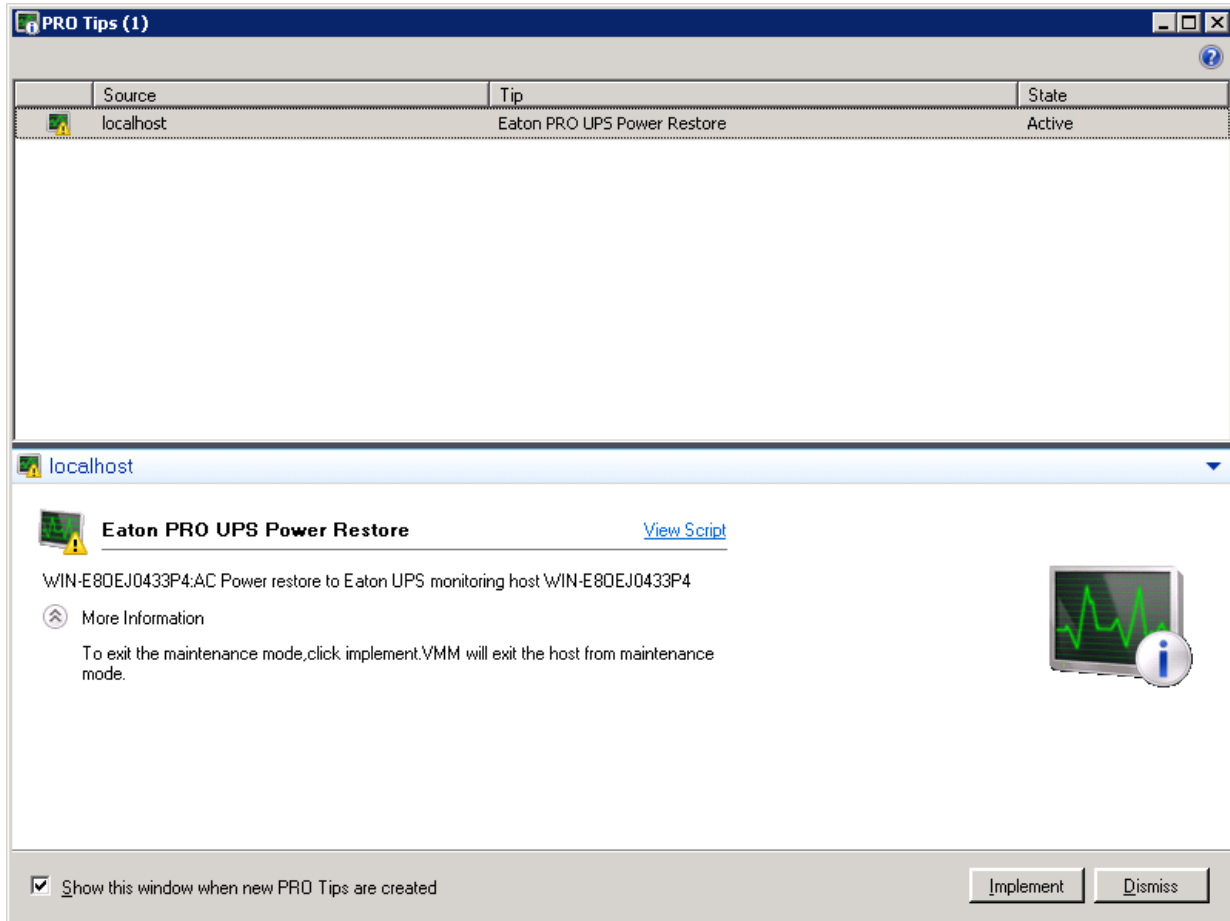 PRO Tips (1)
Source Tip State
localhost Eaton PRO UPS Power Restore Active
localhost
Eaton PRO UPS Power Restore View Script
WIN-E8OEJ0433P4:AC Power restore to Eaton UPS monitoring host WIN-E8OEJ0433P4
More Information
To exit the maintenance mode,click implement.VMM will exit the host from maintenance
mode.
Show this window when new PRO Tips are created
Implement Dismiss